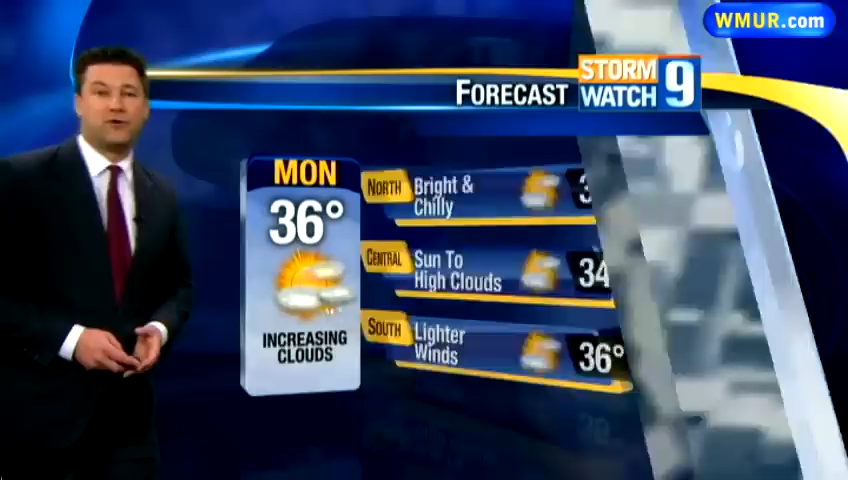 WMUR.com
FORECAST
STORM
WATCH 9
MON
36°
INCREASING
CLOUDS
NORTH
Bright &
Chilly
CENTRAL
Sun To
High Clouds
34
SOUTH
Lighter
Winds
36°